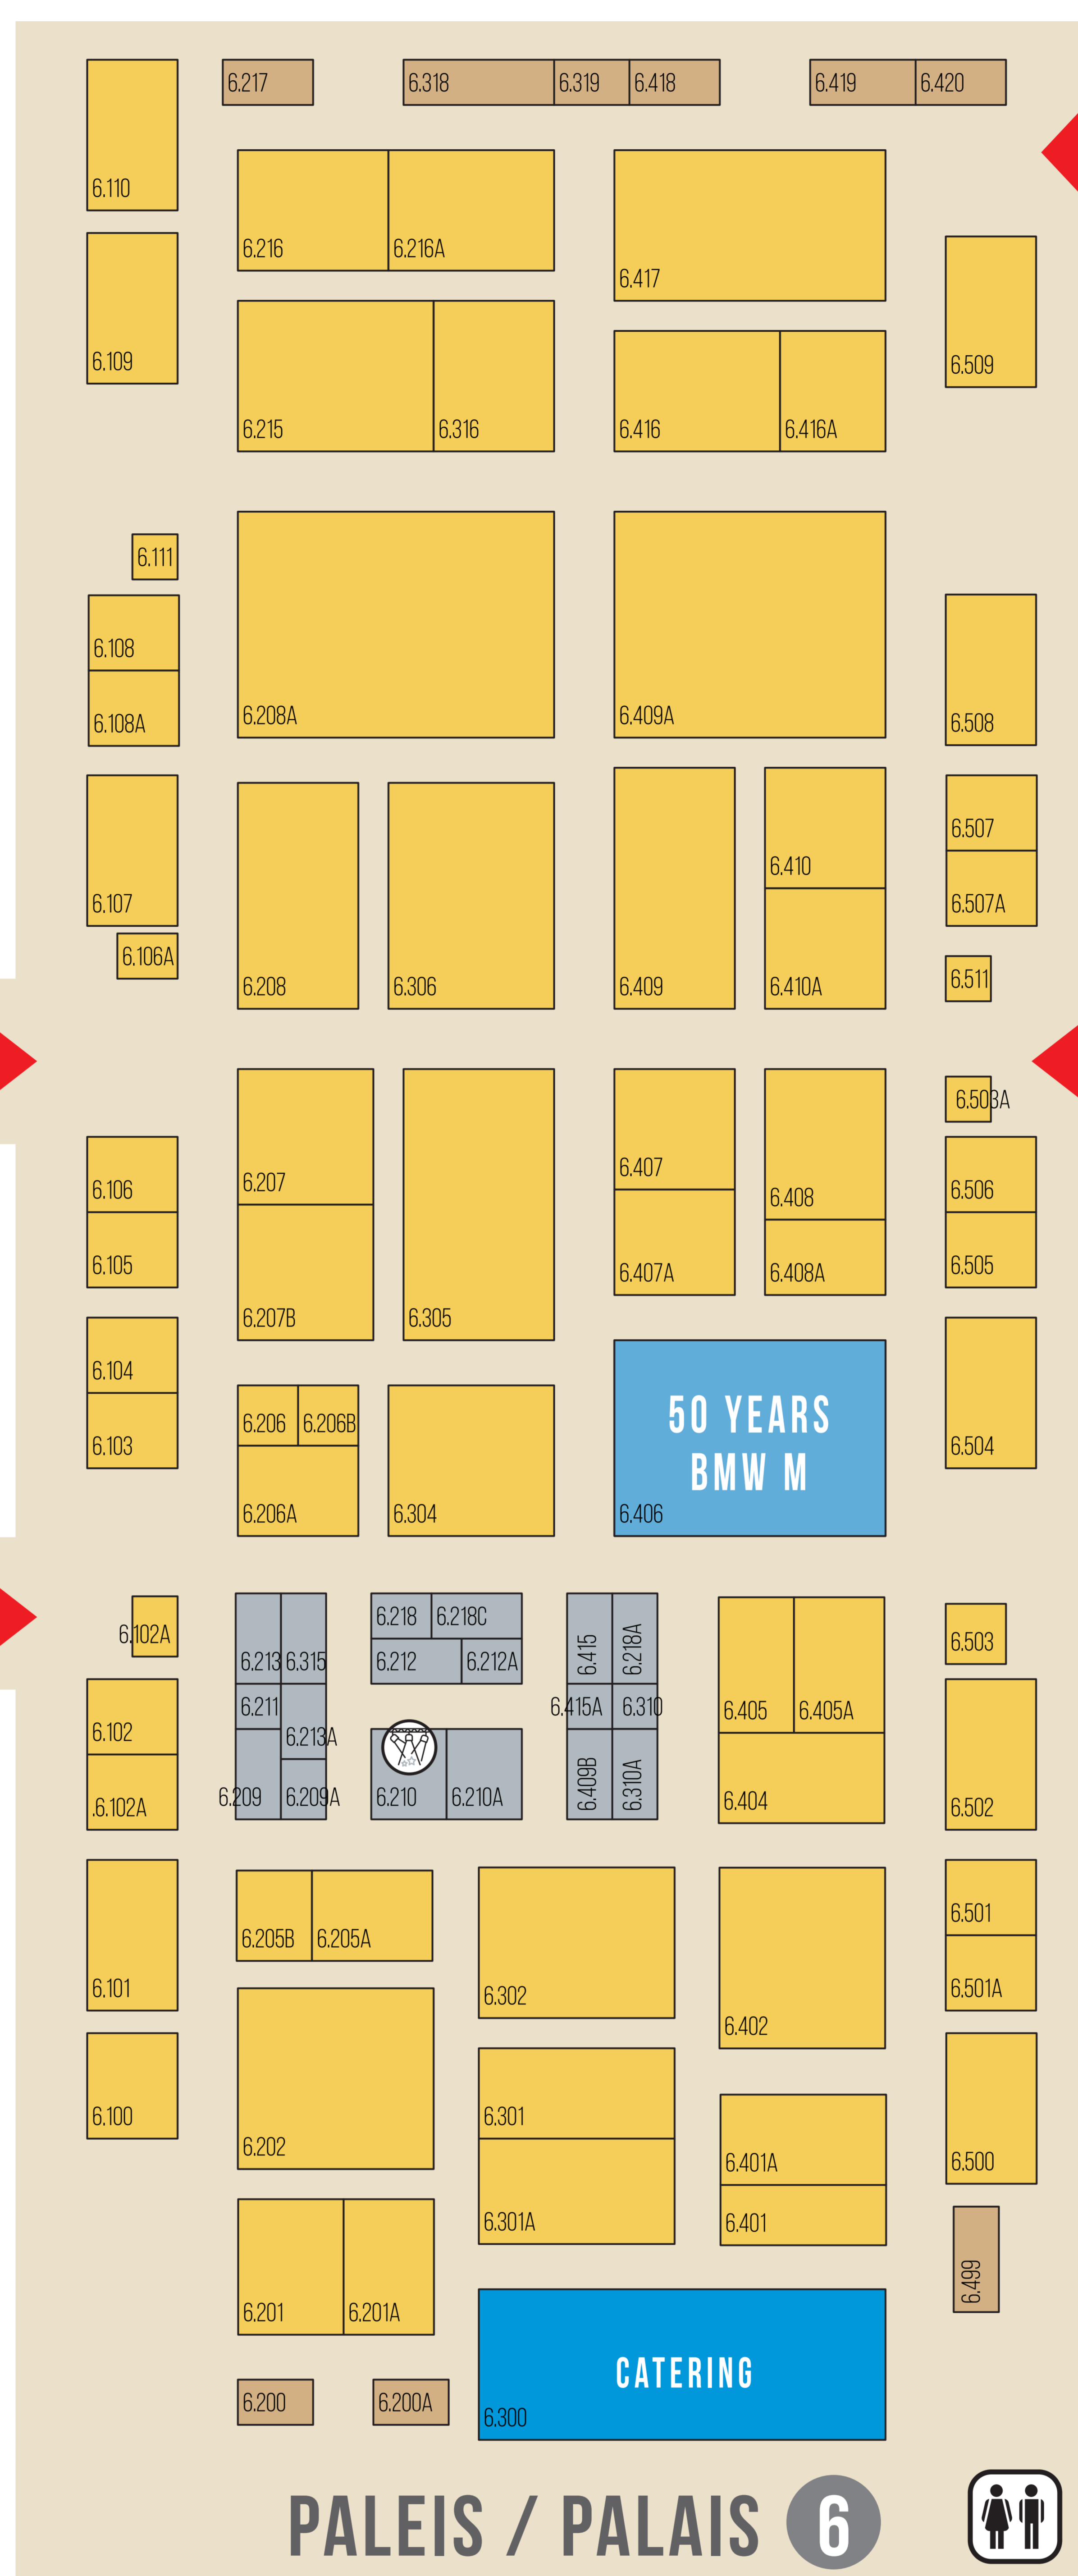 6.217
6.318
6.319
6.418
6.419
6.420
6.110
6.216
6.216A
6.417
6.109
6.509
6.215
6.316
6.416
6.416A
6.111
6.108
6.108A
6.208A
6.409A
6.508
6.507
6.410
6.107
6.507A
6.106A
6.511
6.208
6.306
6.409
6.410A
6.503A
6.207
6.407
6.106
6.408
6.506
6.105
6.407A
6.408A
6.505
6.207B
6.305
6.104
50 YEARS
BMW M
6.206
6.206B
6.103
6.504
6.206A
6.304
6.406
6.102A
6.213
6.315
6.218
6.218C
6.212
6.212A
6.415
6.218A
6.503
6.211
6.415A
6.310
6.405
6.405A
6.102
6.213A
6.209
6.209A
6.210
6.210A
6.409B
6.310A
6.404
.6.102A
6.502
6.205B
6.205A
6.501
6.101
6.302
6.501A
6.402
6.100
6.301
6.202
6.401A
6.500
6.301A
6.401
6.499
6.201
6.201A
CATERING
6.200
6.200A
6.300
PALEIS / PALAIS 6